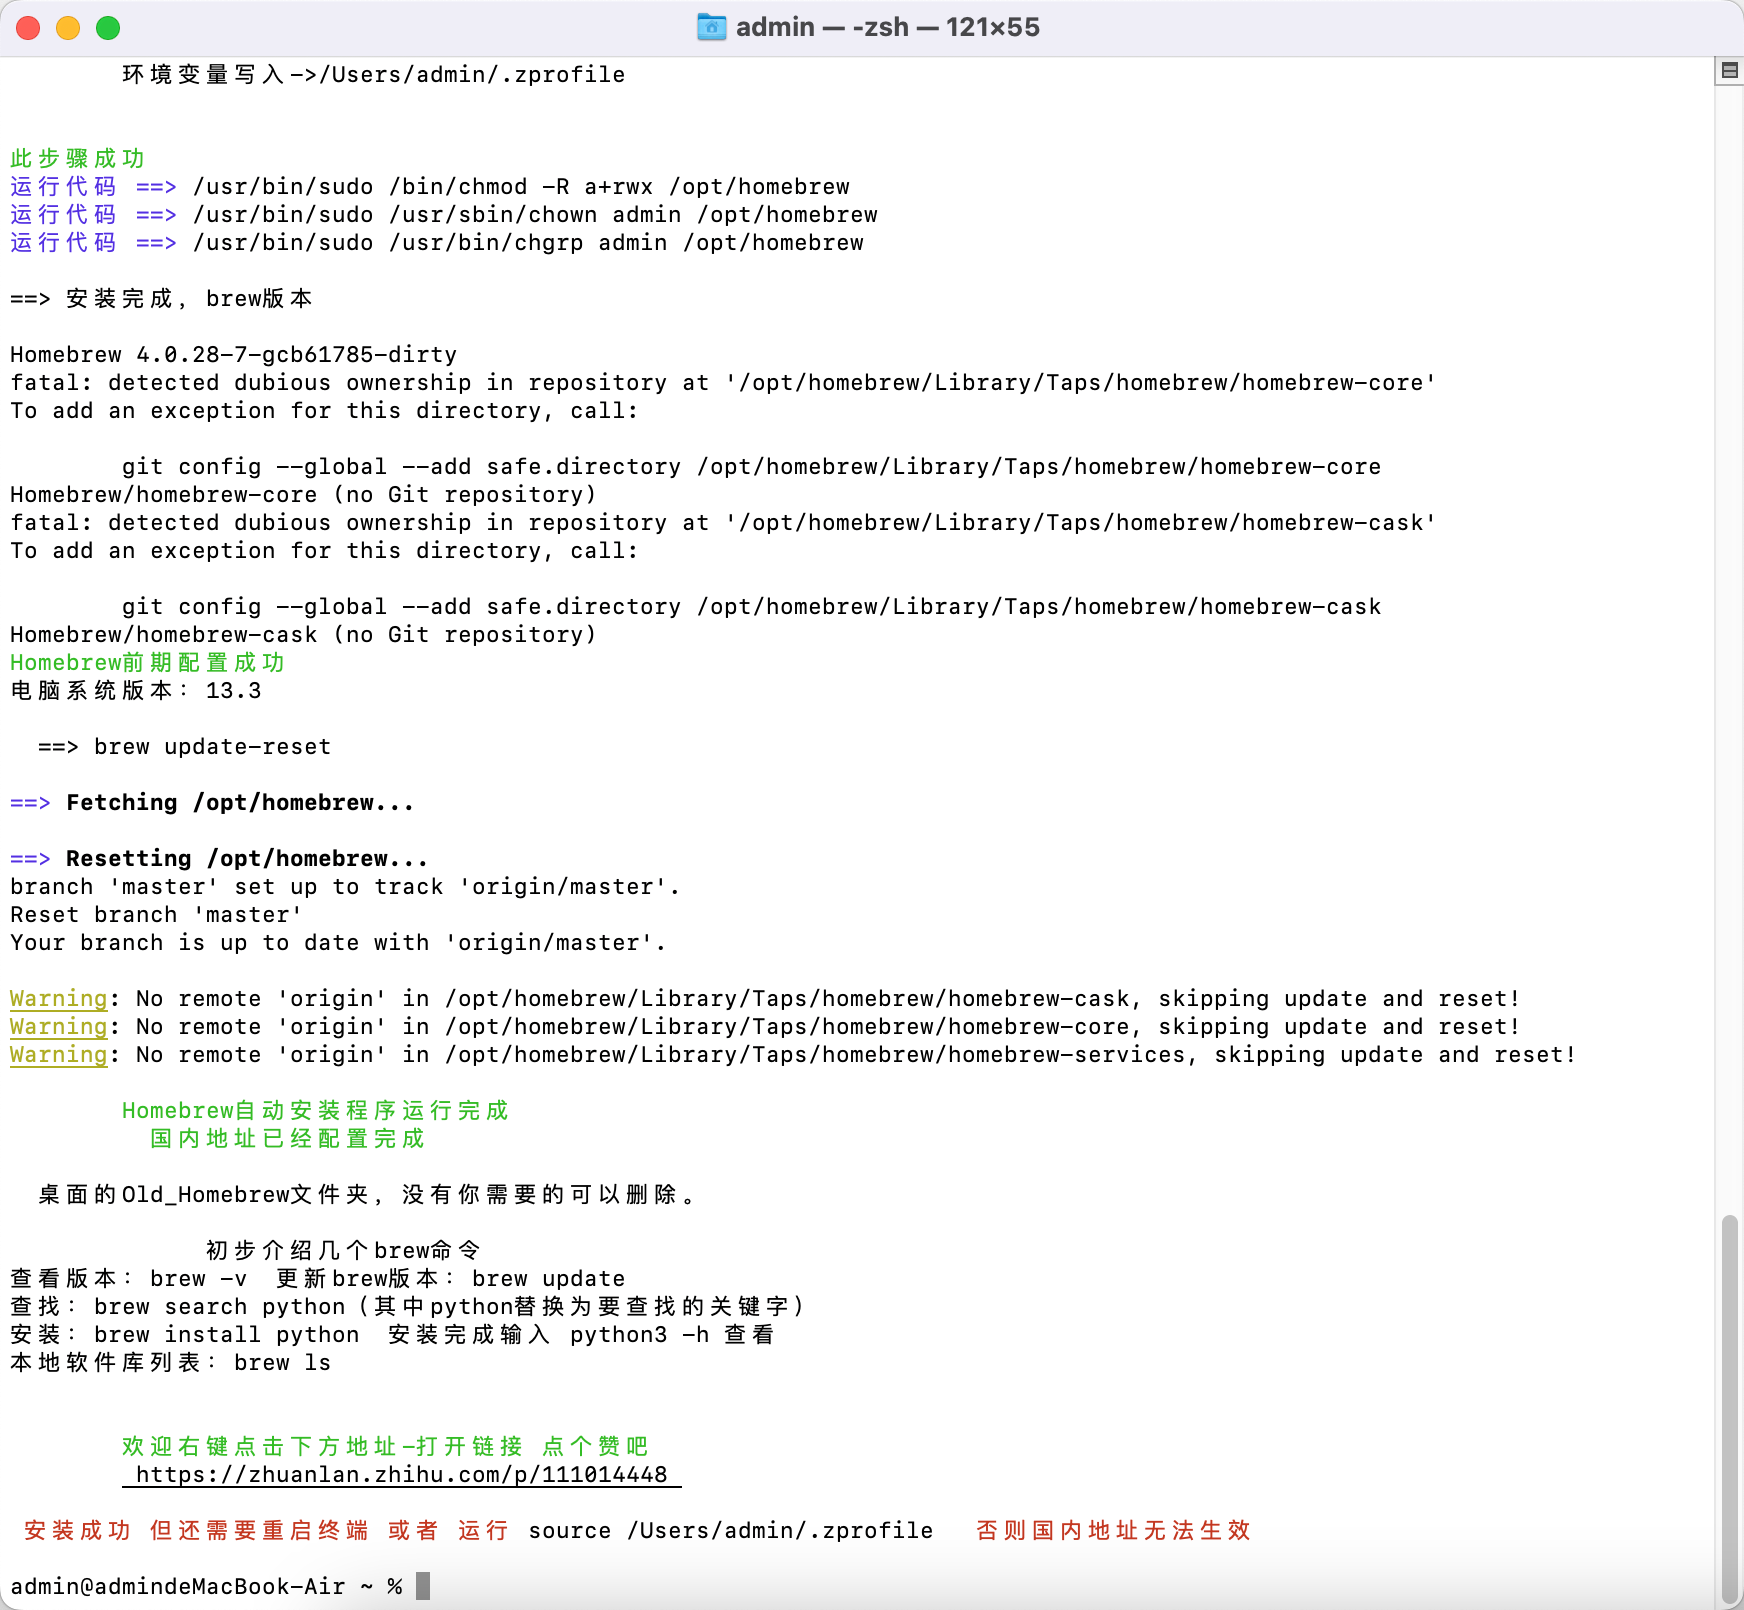 admin — -zsh — 121×55
环境变量写入->/Users/admin/.zprofile
此步骤成功
运行代码 ==> /usr/bin/sudo /bin/chmod -R a+rwx /opt/homebrew
运行代码 ==> /usr/bin/sudo /usr/sbin/chown admin /opt/homebrew
运行代码 ==> /usr/bin/sudo /usr/bin/chgrp admin /opt/homebrew
==> 安装完成，brew版本
Homebrew 4.0.28-7-gcb61785-dirty
fatal: detected dubious ownership in repository at '/opt/homebrew/Library/Taps/homebrew/homebrew-core'
To add an exception for this directory, call:
git config --global --add safe.directory /opt/homebrew/Library/Taps/homebrew/homebrew-core
Homebrew/homebrew-core (no Git repository)
fatal: detected dubious ownership in repository at '/opt/homebrew/Library/Taps/homebrew/homebrew-cask'
To add an exception for this directory, call:
git config --global --add safe.directory /opt/homebrew/Library/Taps/homebrew/homebrew-cask
Homebrew/homebrew-cask (no Git repository)
Homebrew前期配置成功
电脑系统版本：13.3
==> brew update-reset
==> Fetching /opt/homebrew...
==> Resetting /opt/homebrew...
branch 'master' set up to track 'origin/master'.
Reset branch 'master'
Your branch is up to date with 'origin/master'.
Warning: No remote 'origin' in /opt/homebrew/Library/Taps/homebrew/homebrew-cask, skipping update and reset!
Warning: No remote 'origin' in /opt/homebrew/Library/Taps/homebrew/homebrew-core, skipping update and reset!
Warning: No remote 'origin' in /opt/homebrew/Library/Taps/homebrew/homebrew-services, skipping update and reset!
Homebrew自动安装程序运行完成
国内地址已经配置完成
桌面的Old_Homebrew文件夹，没有你需要的可以删除。
初步介绍几个brew命令
查看版本：brew -v  更新brew版本：brew update
查找：brew search python（其中python替换为要查找的关键字）
安装：brew install python  安装完成输入 python3 -h 查看
本地软件库列表：brew ls
欢迎右键点击下方地址-打开链接 点个赞吧
https://zhuanlan.zhihu.com/p/111014448
安装成功 但还需要重启终端 或者 运行 source /Users/admin/.zprofile   否则国内地址无法生效
admin@admindeMacBook-Air ~ %